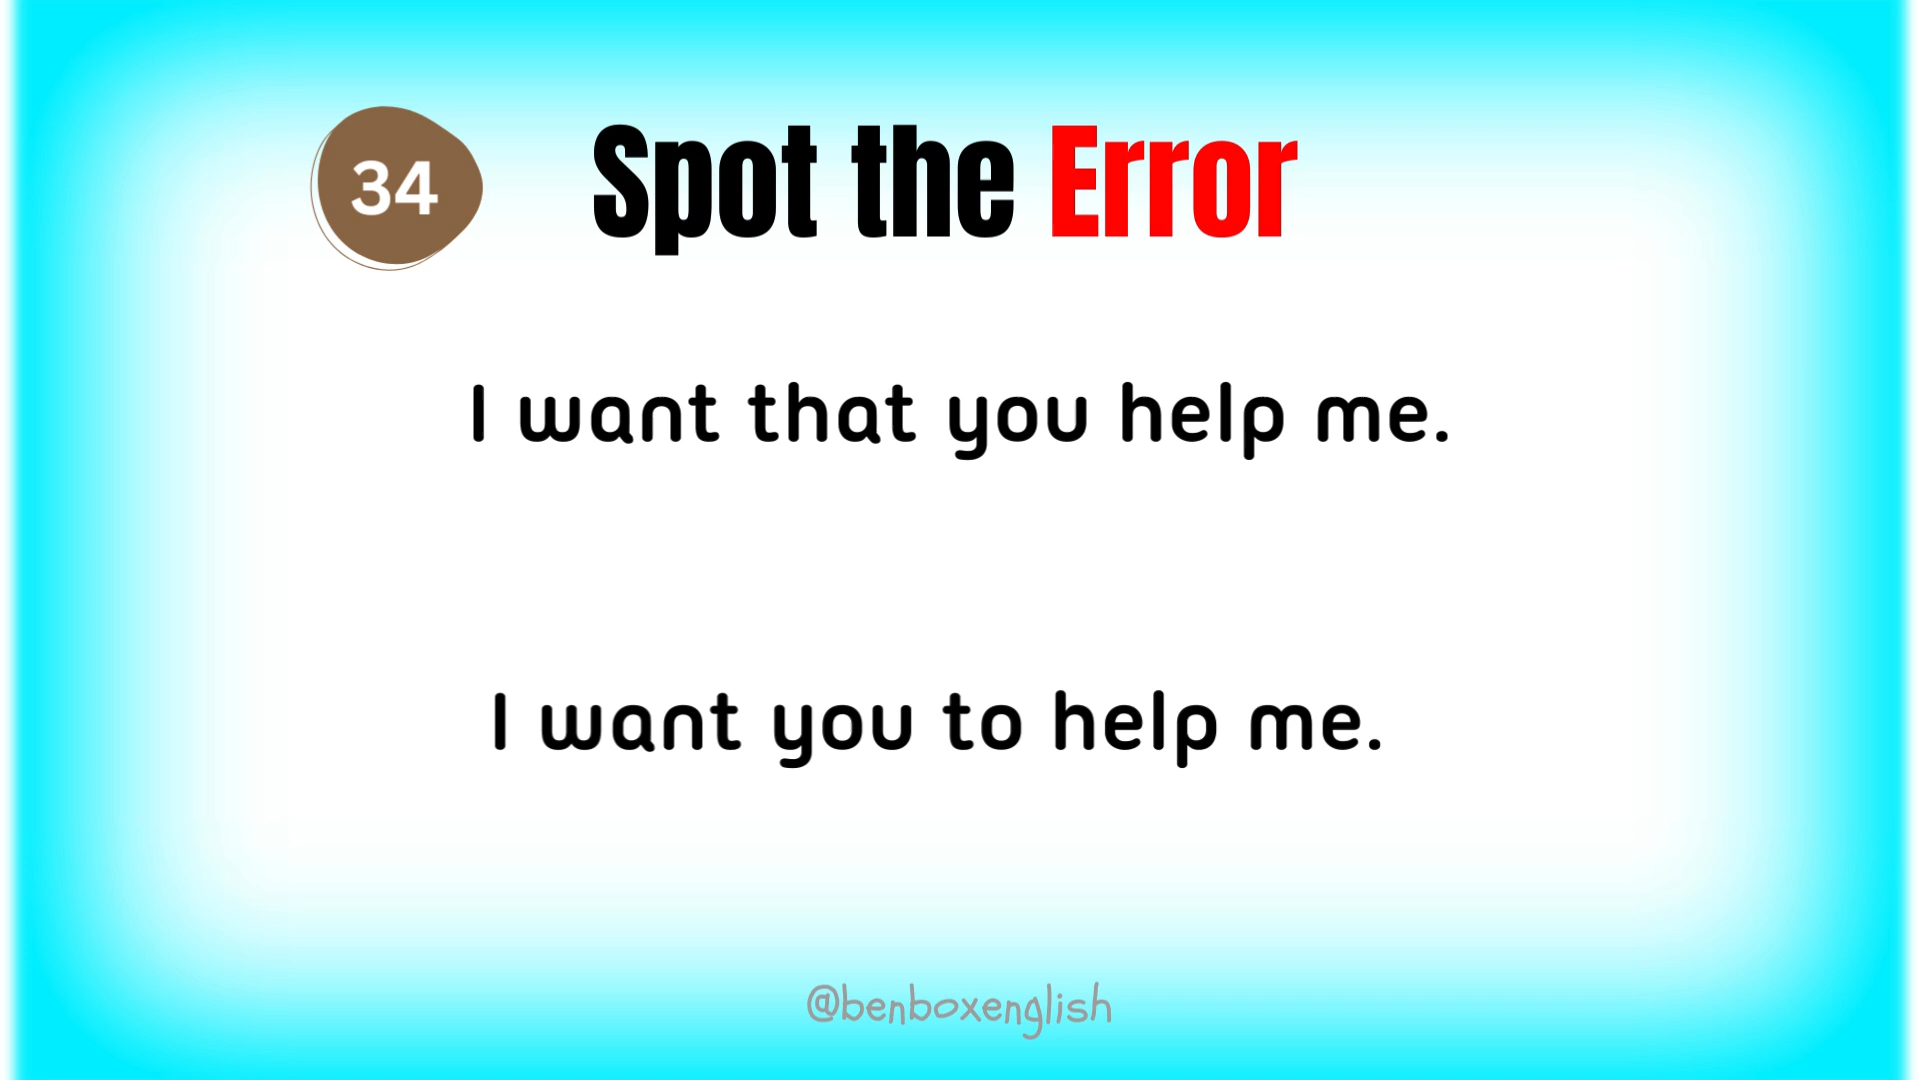 34
Spot the Error
I want that you help me.
I want you to help me.
@benboxenglish